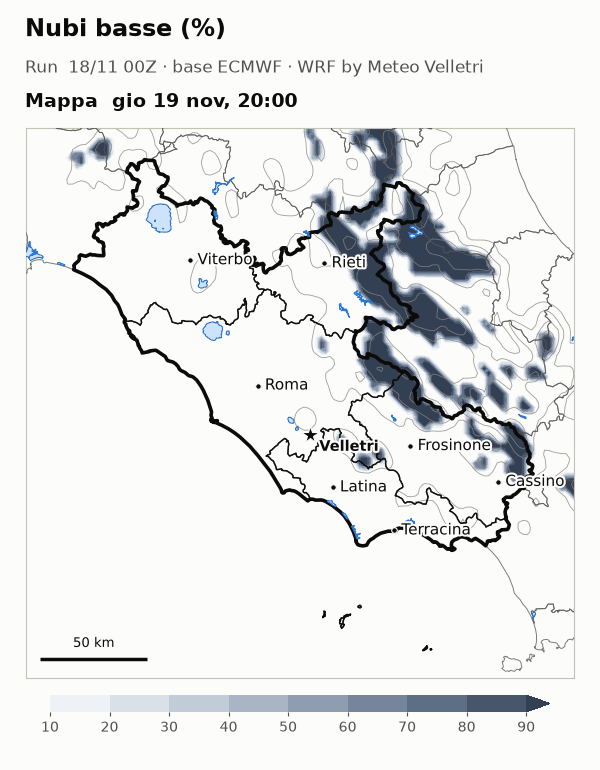 Nubi basse (%)
Run 18/11 00Z · base ECMWF · WRF by Meteo Velletri
Mappa gio 19 nov, 20:00
Viterbo
Rieti
Roma
Velletri
Frosinone
Latina
Cassino
Terracina
50 km
10 20 30 40 50 60 70 80 90